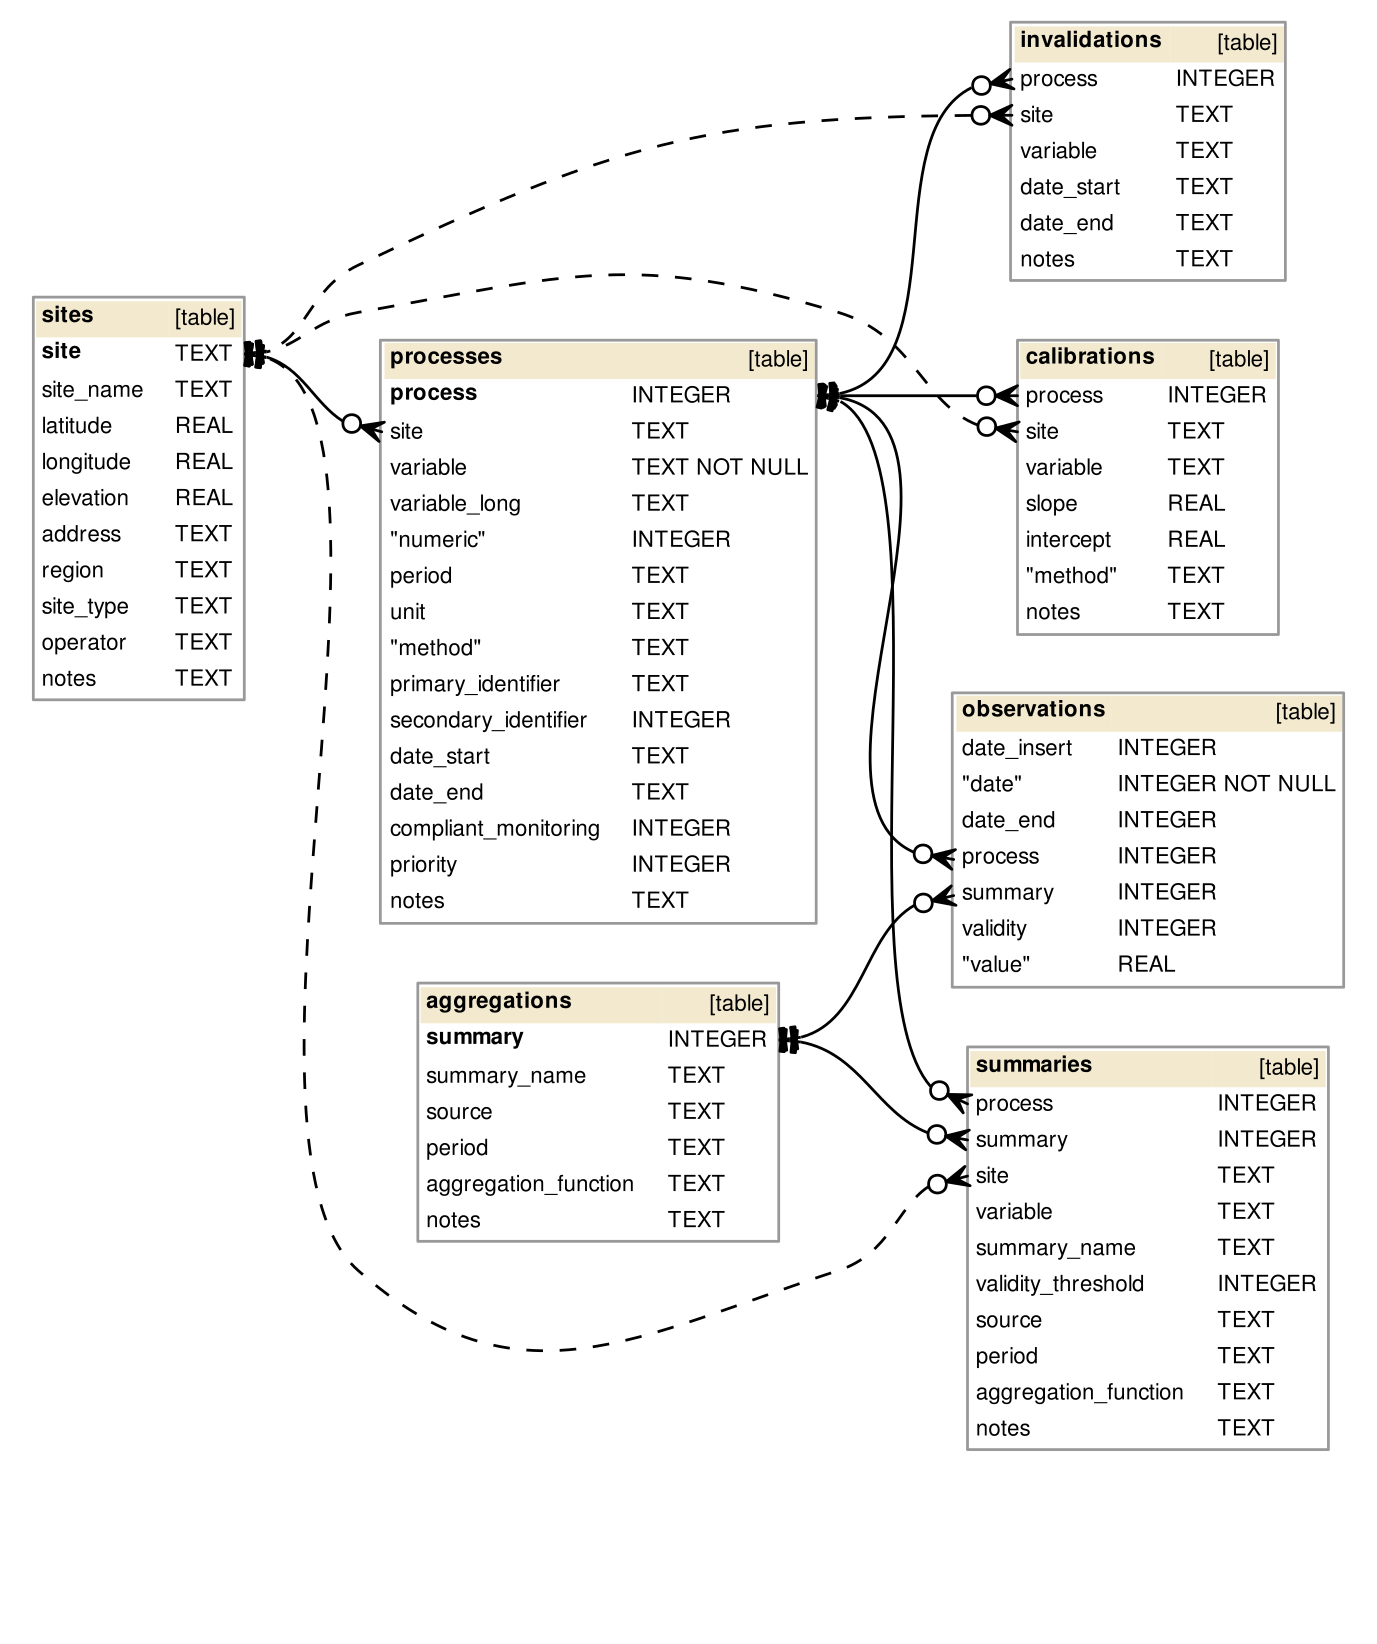 invalidations [table]
process INTEGER
site TEXT
variable TEXT
date_start TEXT
date_end TEXT
notes TEXT
sites [table]
site TEXT
site_name TEXT
latitude REAL
longitude REAL
elevation REAL
address TEXT
region TEXT
site_type TEXT
operator TEXT
notes TEXT
processes [table]
process INTEGER
site TEXT
variable TEXT NOT NULL
variable_long TEXT
"numeric" INTEGER
period TEXT
unit TEXT
"method" TEXT
primary_identifier TEXT
secondary_identifier INTEGER
date_start TEXT
date_end TEXT
compliant_monitoring INTEGER
priority INTEGER
notes TEXT
calibrations [table]
process INTEGER
site TEXT
variable TEXT
slope REAL
intercept REAL
"method" TEXT
notes TEXT
observations [table]
date_insert INTEGER
"date" INTEGER NOT NULL
date_end INTEGER
process INTEGER
summary INTEGER
validity INTEGER
"value" REAL
aggregations [table]
summary INTEGER
summary_name TEXT
source TEXT
period TEXT
aggregation_function TEXT
notes TEXT
summaries [table]
process INTEGER
summary INTEGER
site TEXT
variable TEXT
summary_name TEXT
validity_threshold INTEGER
source TEXT
period TEXT
aggregation_function TEXT
notes TEXT